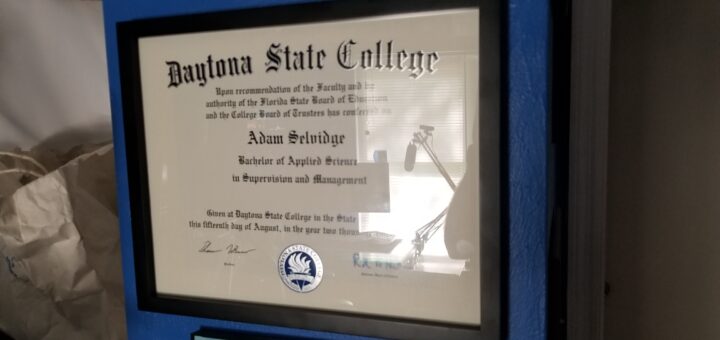 Daytona State College
Upon recommendation of the Faculty and by
authority of the Florida State Board of Education
and the College Board of Trustees has conferred on
Adam Selvidge
Bachelor of Applied Science
in Supervision and Management
Given at Daytona State College in the State
this fifteenth day of August, in the year two